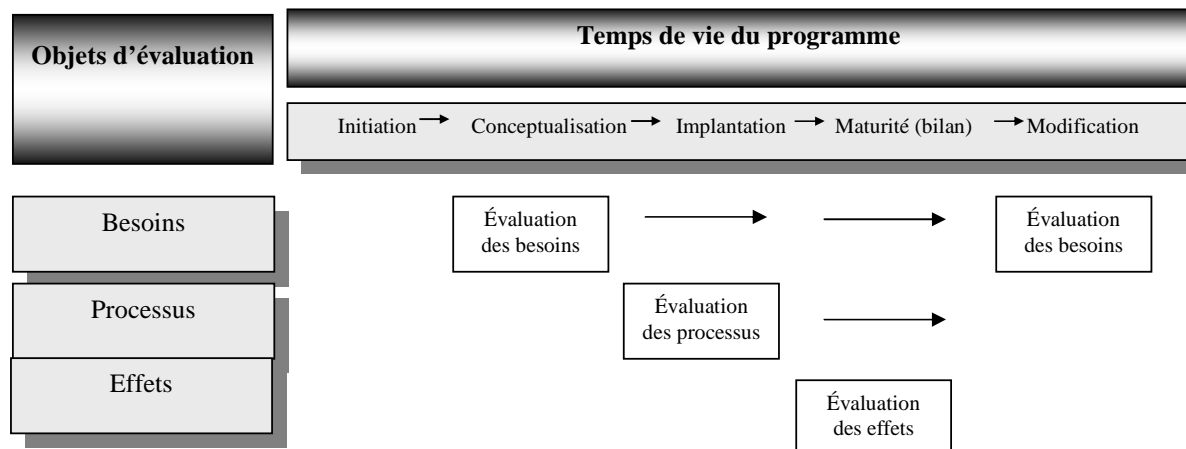 Objets d’évaluation
Temps de vie du programme
Initiation → Conceptualisation → Implantation → Maturité (bilan) → Modification
Besoins
Évaluation
des besoins
Évaluation
des besoins
Processus
Évaluation
des processus
Effets
Évaluation
des effets